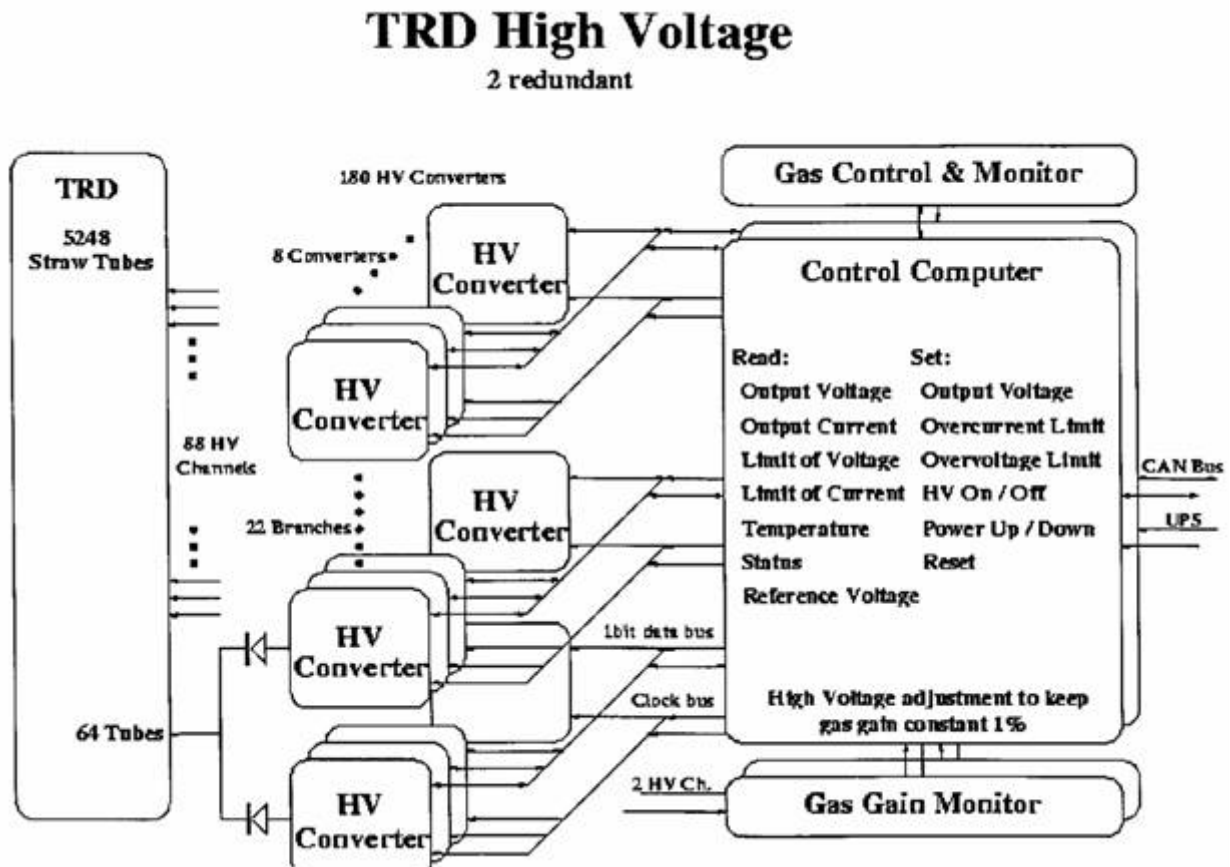 TRD High Voltage
2 redundant
TRD
5248
Straw Tubes
180 HV Converters
8 Converters
HV
Converter
HV
Converter
88 HV
Channels
22 Branches
HV
Converter
HV
Converter
64 Tubes
HV
Converter
1bit data bus
Clock bus
2 HV Ch.
Gas Control & Monitor
Control Computer
Read: Set:
Output Voltage Output Voltage
Output Current Overcurrent Limit
Limit of Voltage Overvoltage Limit
Limit of Current HV On / Off
Temperature Power Up / Down
Status Reset
Reference Voltage
High Voltage adjustment to keep
gas gain constant 1%
CAN Bus
UPS
Gas Gain Monitor